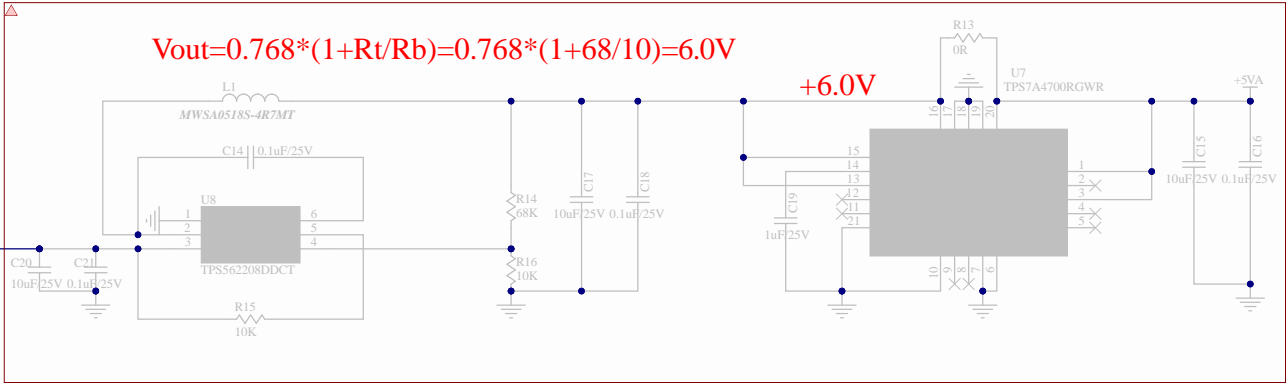 Vout=0.768*(1+Rt/Rb)=0.768*(1+68/10)=6.0V
R13
0R
+6.0V
U7
TPS7A4700RGWR
+5VA
L1
MWSA0518S-4R7MT
16
17
18
19
20
C14
0.1uF/25V
15
14
13
12
11
21
1
2
3
4
5
C15
10uF/25V
C16
0.1uF/25V
U8
1
2
3
6
5
4
TPS562208DDCT
R14
68K
C17
10uF/25V
C18
0.1uF/25V
C19
1uF/25V
R16
10K
C20
10uF/25V
C21
0.1uF/25V
10
9
8
7
6
R15
10K